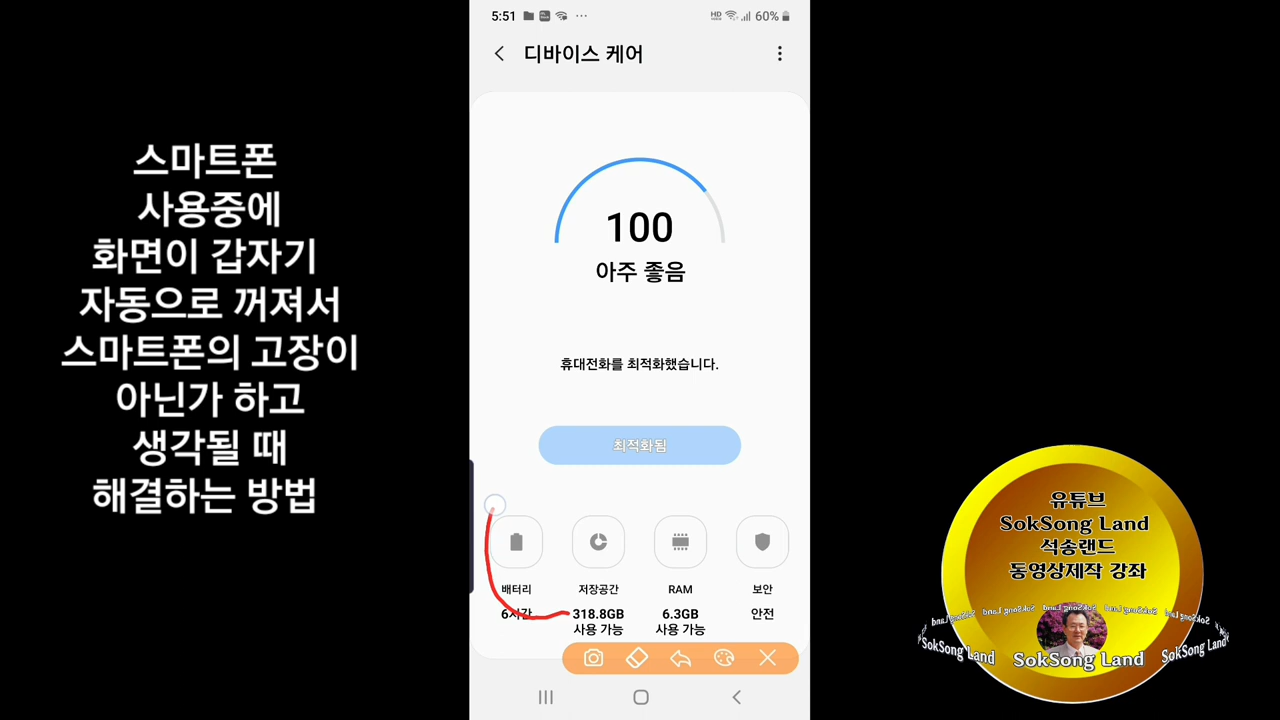 스마트폰
사용중에
화면이 갑자기
자동으로 꺼져서
스마트폰의 고장이
아닌가 하고
생각될 때
해결하는 방법
5:51
HD
60%
디바이스 케어
100
아주 좋음
휴대전화를 최적화했습니다.
최적화됨
배터리
6시간
저장공간
318.8GB
사용 가능
RAM
6.3GB
사용 가능
보안
안전
유튜브
SokSong Land
석송랜드
동영상제작 강좌
SokSong Land
SokSong Land
SokSong Land